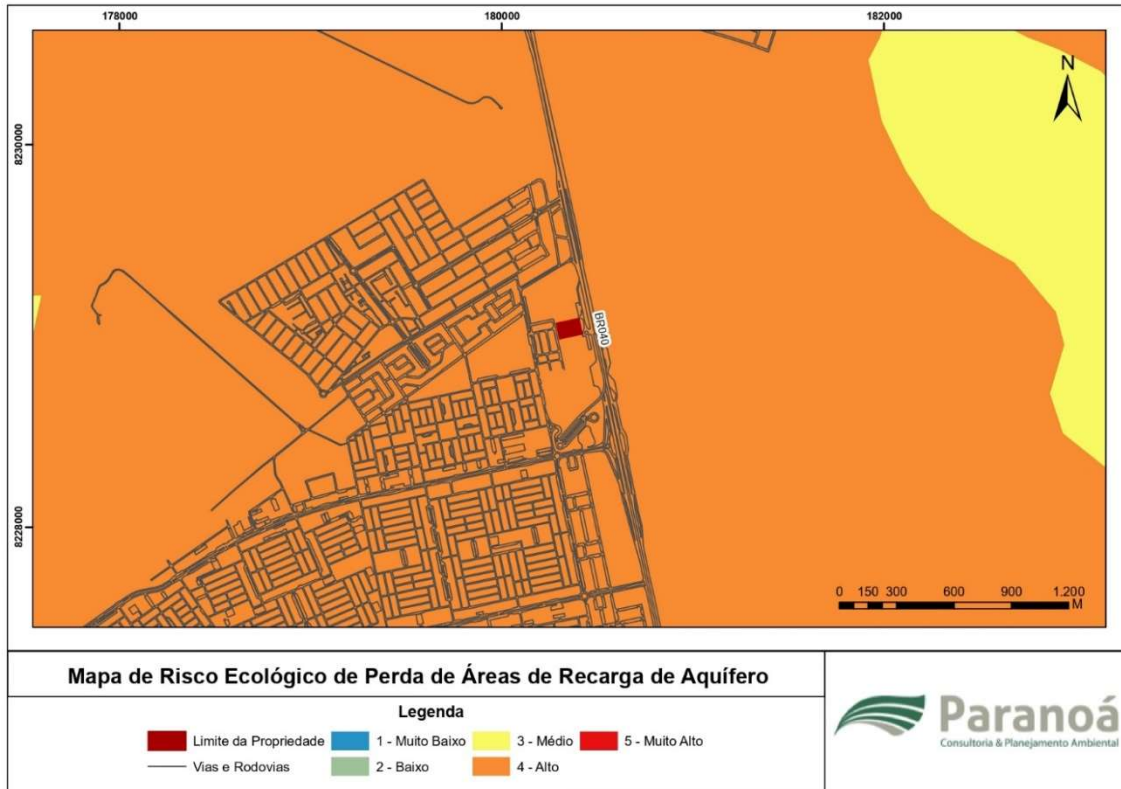 178000 180000 182000
N
8230000
BR040
8228000
0 150 300 600 900 1.200
M
Mapa de Risco Ecológico de Perda de Áreas de Recarga de Aquífero
Legenda
Limite da Propriedade 1 - Muito Baixo 3 - Médio 5 - Muito Alto
Vias e Rodovias 2 - Baixo 4 - Alto
Paranoá
Consultoria & Planejamento Ambiental